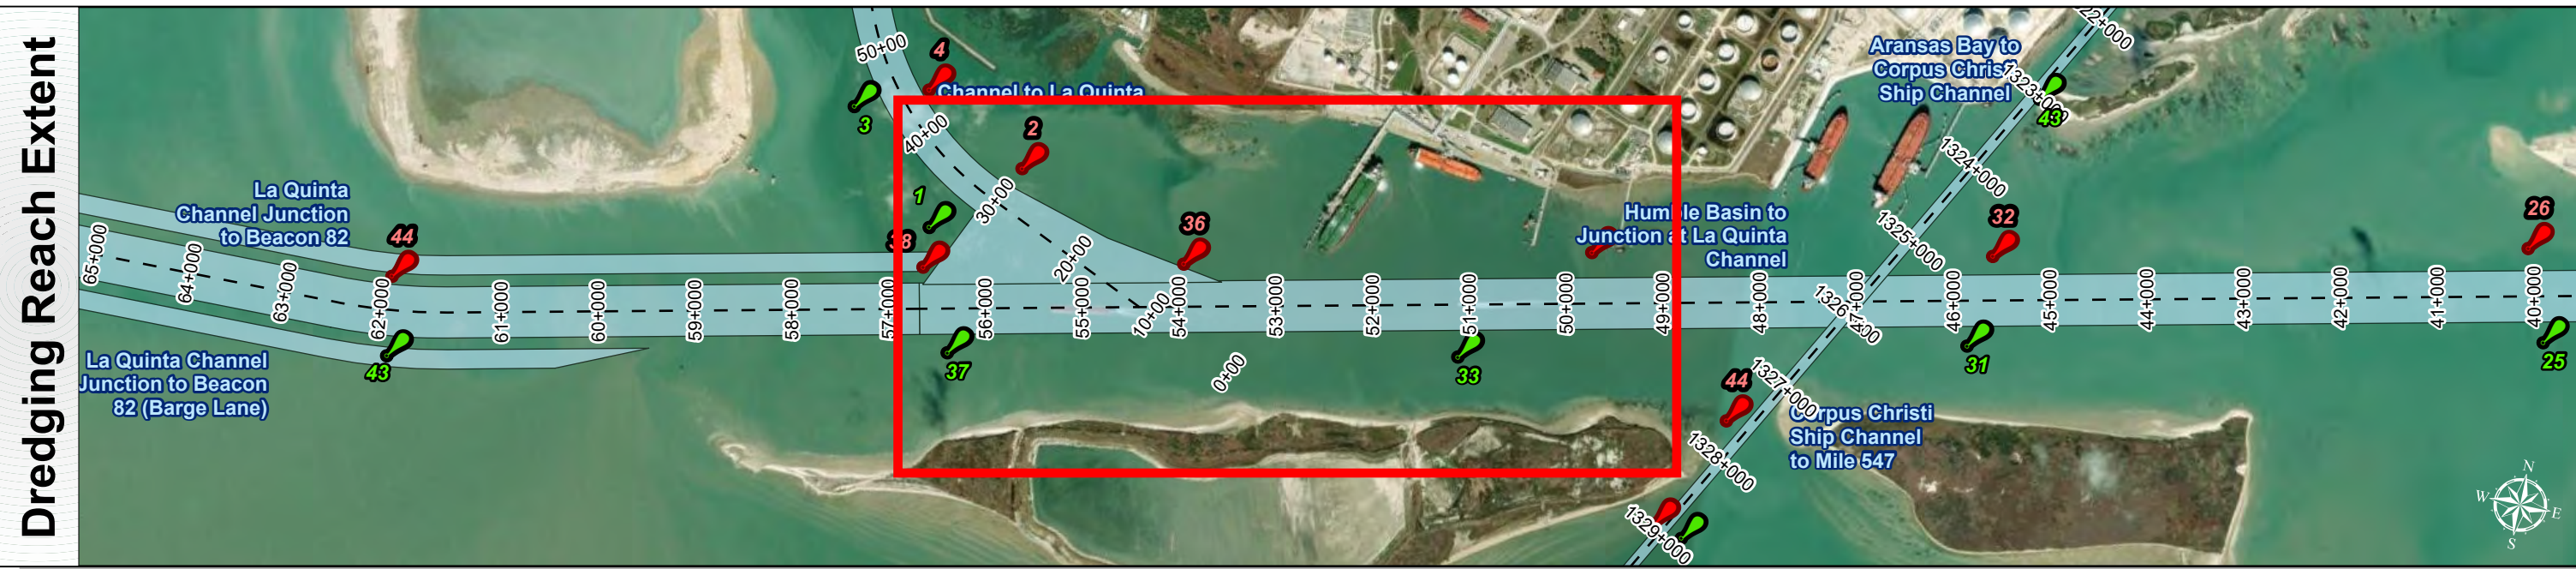 Dredging Reach Extent
22+000
50+00
4
Aransas Bay to
Corpus Christi
Ship Channel
1323+000
Channel to La Quinta
3
43
40+00
2
1324+000
La Quinta
Channel Junction
to Beacon 82
1
30+00
Humble Basin to
Junction at La Quinta
Channel
1325+000
32
26
44
38
36
20+00
65+000
64+000
63+000
62+000
61+000
60+000
59+000
58+000
57+000
56+000
55+000
10+00
54+000
53+000
52+000
51+000
50+000
49+000
48+000
47+000
46+000
45+000
44+000
43+000
42+000
41+000
40+000
43
37
0+00
33
31
25
La Quinta Channel
Junction to Beacon
82 (Barge Lane)
44
1327+000
Corpus Christi
Ship Channel
to Mile 547
1328+000
1329+000
N
W
E
S